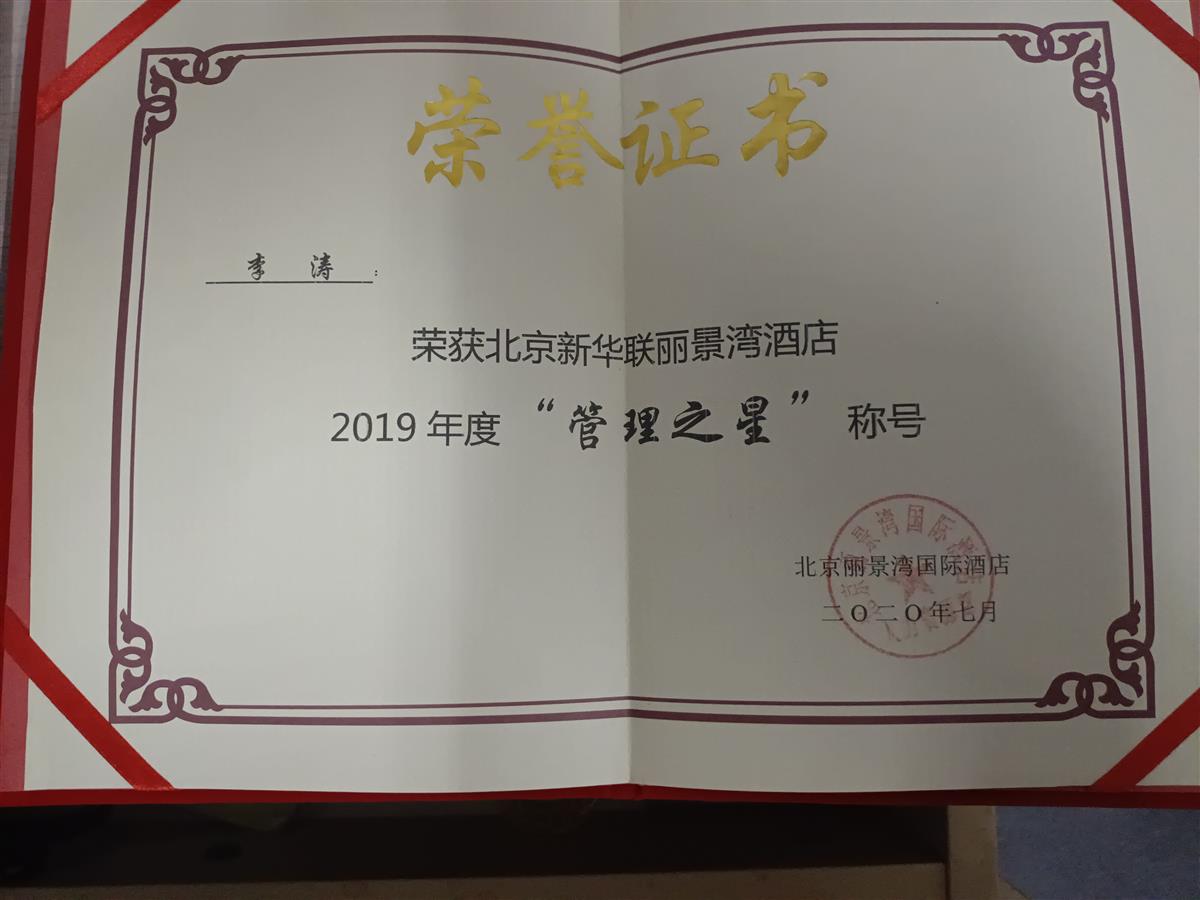 荣誉证书
李 涛：
荣获北京新华联丽景湾酒店
2019年度“管理之星”称号
北京丽景湾国际酒店
二O二O年七月